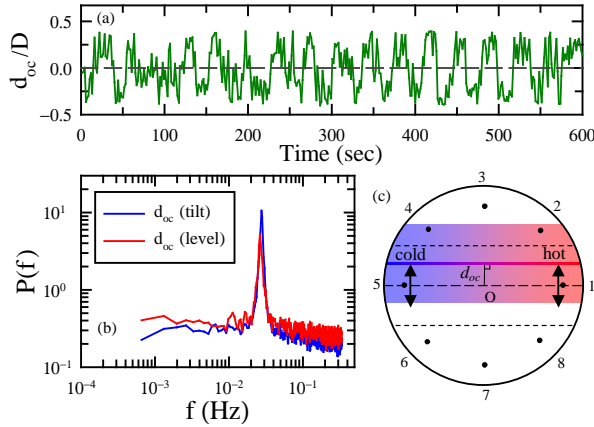 (a)
d_oc/D
0.5
0.0
−0.5
0 100 200 300 400 500 600
Time (sec)
P(f)
10^1
10^0
10^−1
d_oc (tilt)
d_oc (level)
(b)
10^−4 10^−3 10^−2 10^−1
f (Hz)
(c)
3
4 2
cold hot
d_oc
5 O 1
6 8
7